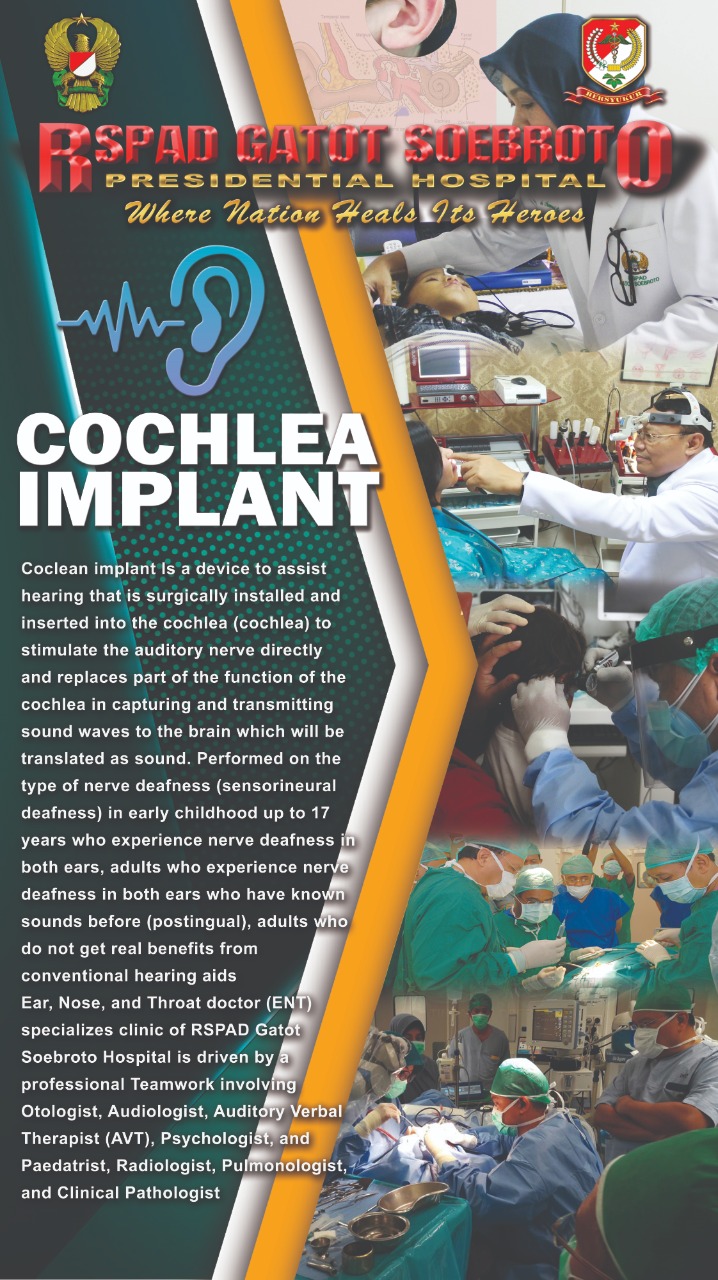 BERSYUKUR
RSPAD GATOT SOEBROTO
PRESIDENTIAL HOSPITAL
Where Nation Heals Its Heroes
RSPAD
GATOT SOEBROTO
COCHLEA
IMPLANT
Coclean implant Is a device to assist
hearing that is surgically installed and
inserted into the cochlea (cochlea) to
stimulate the auditory nerve directly
and replaces part of the function of the
cochlea in capturing and transmitting
sound waves to the brain which will be
translated as sound. Performed on the
type of nerve deafness (sensorineural
deafness) in early childhood up to 17
years who experience nerve deafness in
both ears, adults who experience nerve
deafness in both ears who have known
sounds before (postingual), adults who
do not get real benefits from
conventional hearing aids
Ear, Nose, and Throat doctor (ENT)
specializes clinic of RSPAD Gatot
Soebroto Hospital is driven by a
professional Teamwork involving
Otologist, Audiologist, Auditory Verbal
Therapist (AVT), Psychologist, and
Paedatrist, Radiologist, Pulmonologist,
and Clinical Pathologist